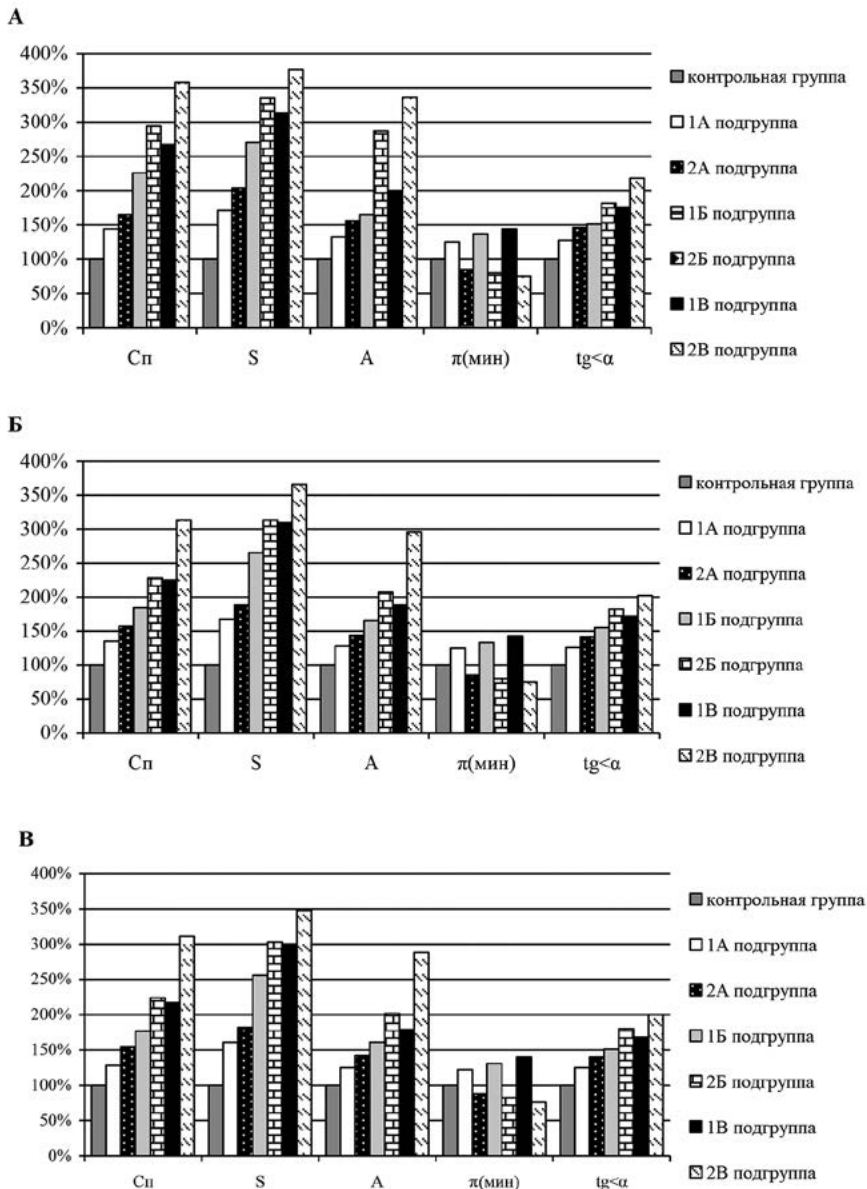 А
400%
350%
300%
250%
200%
150%
100%
50%
0%
Сп
S
А
π(мин)
tg<α
контрольная группа
1А подгруппа
2А подгруппа
1Б подгруппа
2Б подгруппа
1В подгруппа
2В подгруппа
Б
400%
350%
300%
250%
200%
150%
100%
50%
0%
Сп
S
А
π(мин)
tg<α
контрольная группа
1А подгруппа
2А подгруппа
1Б подгруппа
2Б подгруппа
1В подгруппа
2В подгруппа
В
400%
350%
300%
250%
200%
150%
100%
50%
0%
Сп
S
А
π(мин)
tg<α
контрольная группа
1А подгруппа
2А подгруппа
1Б подгруппа
2Б подгруппа
1В подгруппа
2В подгруппа